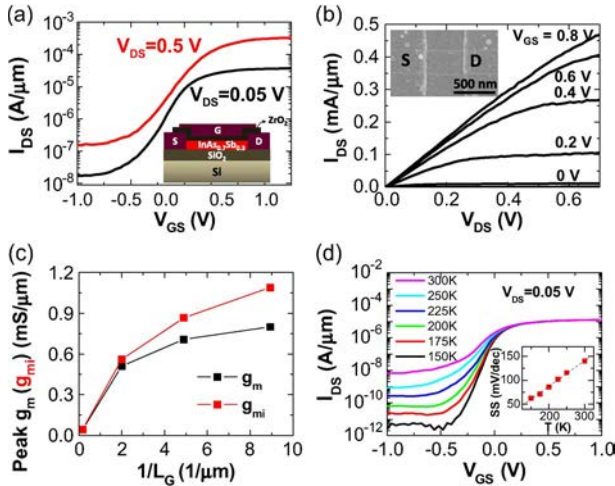 (a)
10⁻³
10⁻⁴
10⁻⁵
10⁻⁶
10⁻⁷
10⁻⁸
I_DS (A/μm)
V_DS=0.5 V
V_DS=0.05 V
ZrO₂
G
S
D
InAs₀.₇Sb₀.₃
SiO₂
Si
-1.0 -0.5 0.0 0.5 1.0
V_GS (V)
(b)
0.5
0.4
0.3
0.2
0.1
0.0
I_DS (mA/μm)
S
D
500 nm
V_GS = 0.8 V
0.6 V
0.4 V
0.2 V
0 V
0.0 0.2 0.4 0.6
V_DS (V)
(c)
1.2
0.9
0.6
0.3
0.0
Peak g_m (g_mi) (mS/μm)
g_m
g_mi
0 2 4 6 8 10
1/L_G (1/μm)
(d)
10⁻²
10⁻⁴
10⁻⁶
10⁻⁸
10⁻¹⁰
10⁻¹²
I_DS (A/μm)
300K
250K
225K
200K
175K
150K
V_DS=0.05 V
SS (mV/dec)
150
100
50
200 300
T (K)
-1.0 -0.5 0.0 0.5 1.0
V_GS (V)